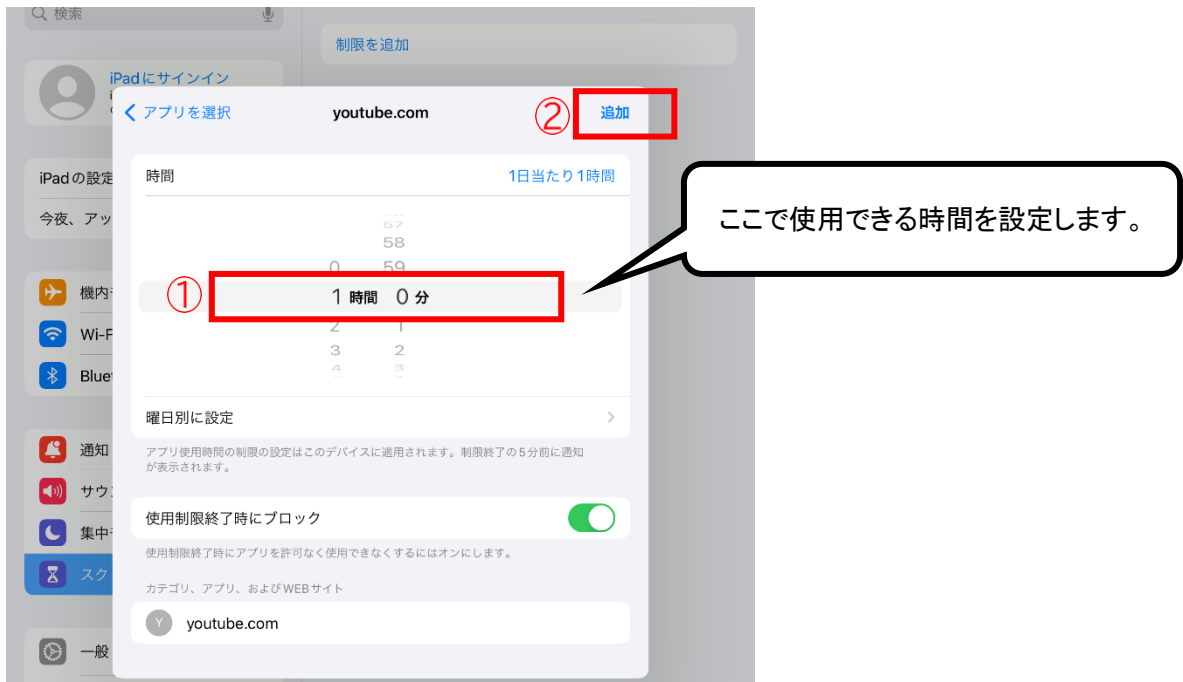 検索
制限を追加
iPadにサインイン
アプリを選択
youtube.com
②
追加
iPadの設定
時間
1日当たり1時間
今夜、アッ
ここで使用できる時間を設定します。
57
58
0 59
機内
①
1 時間 0 分
Wi-F
2 1
3 2
4 3
Blue
曜日別に設定
通知
アプリ使用時間の制限の設定はこのデバイスに適用されます。制限終了の5分前に通知
が表示されます。
サウ
使用制限終了時にブロック
集中
使用制限終了時にアプリを許可なく使用できなくするにはオンにします。
スク
カテゴリ、アプリ、およびWEBサイト
Y youtube.com
一般